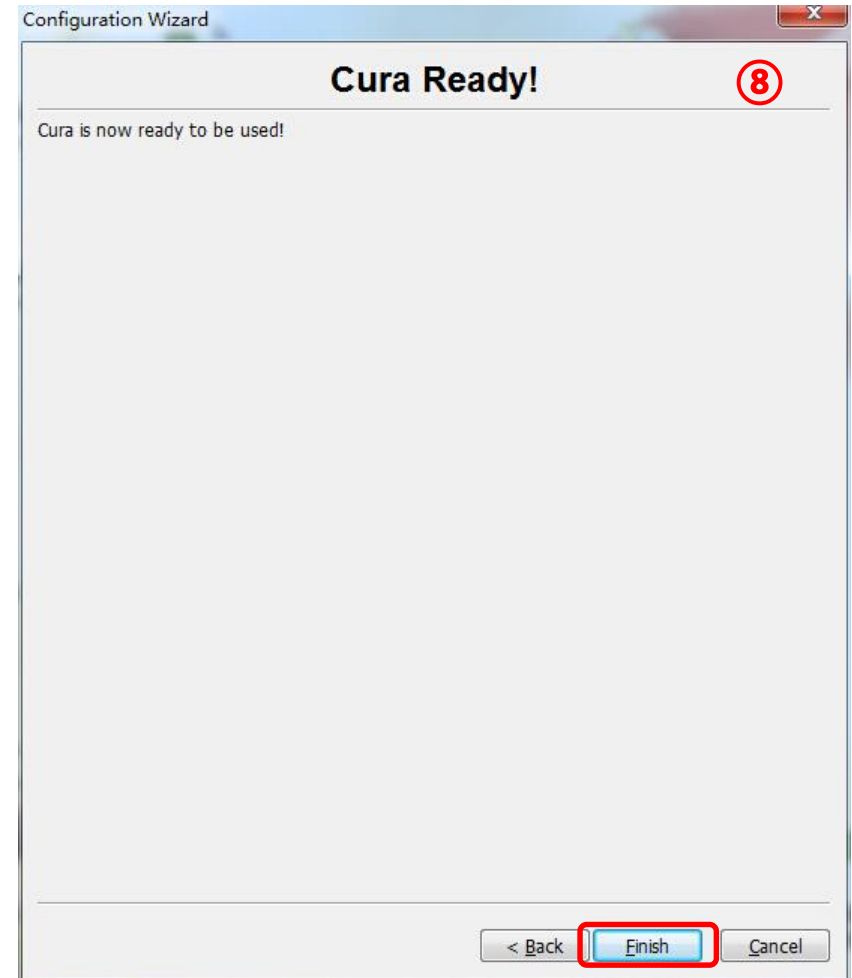 Configuration Wizard
x
Cura Ready!
⑧
Cura is now ready to be used!
< Back Finish Cancel